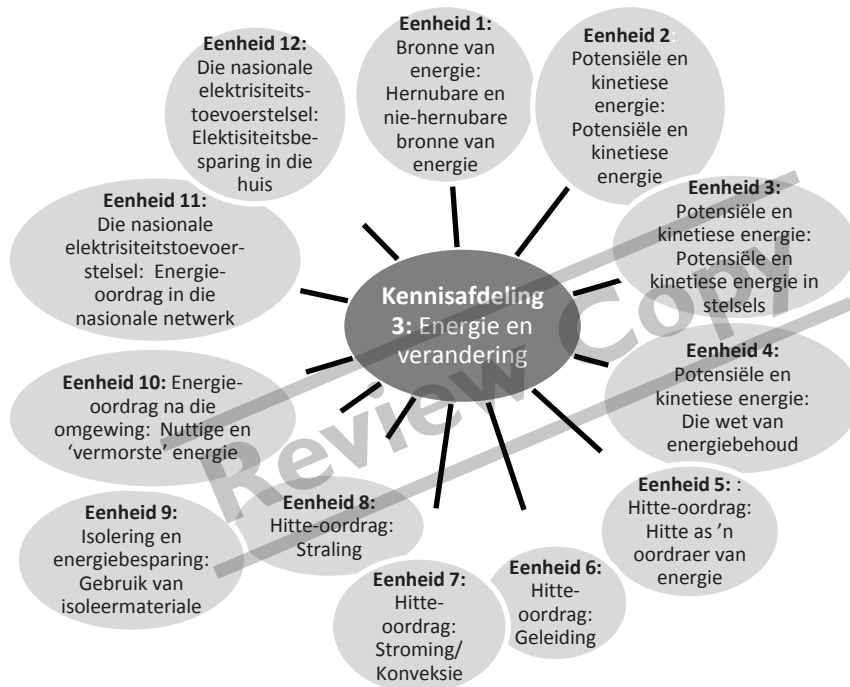 Eenheid 12:
Die nasionale
elektrisiteits-
toevoerstelsel:
Elektisiteitsbe-
sparing in die
huis
Eenheid 1:
Bronne van
energie:
Hernubare en
nie-hernubare
bronne van
energie
Eenheid 2:
Potensiële en
kinetiese
energie:
Potensiële en
kinetiese
energie
Eenheid 3:
Potensiële en
kinetiese energie:
Potensiële en
kinetiese energie in
stelsels
Eenheid 4:
Potensiële en
kinetiese energie:
Die wet van
energiebehoud
Eenheid 5: :
Hitte-oordrag:
Hitte as ’n
oordraer van
energie
Eenheid 6:
Hitte-
oordrag:
Geleiding
Eenheid 7:
Hitte-
oordrag:
Stroming/
Konveksie
Eenheid 8:
Hitte-oordrag:
Straling
Eenheid 9:
Isolering en
energiebesparing:
Gebruik van
isoleermateriale
Eenheid 10: Energie-
oordrag na die
omgewing: Nuttige en
‘vermorste’ energie
Eenheid 11:
Die nasionale
elektrisiteitstoevoer-
stelsel: Energie-
oordrag in die
nasionale netwerk
Kennisafdeling
3: Energie en
verandering
Review Copy